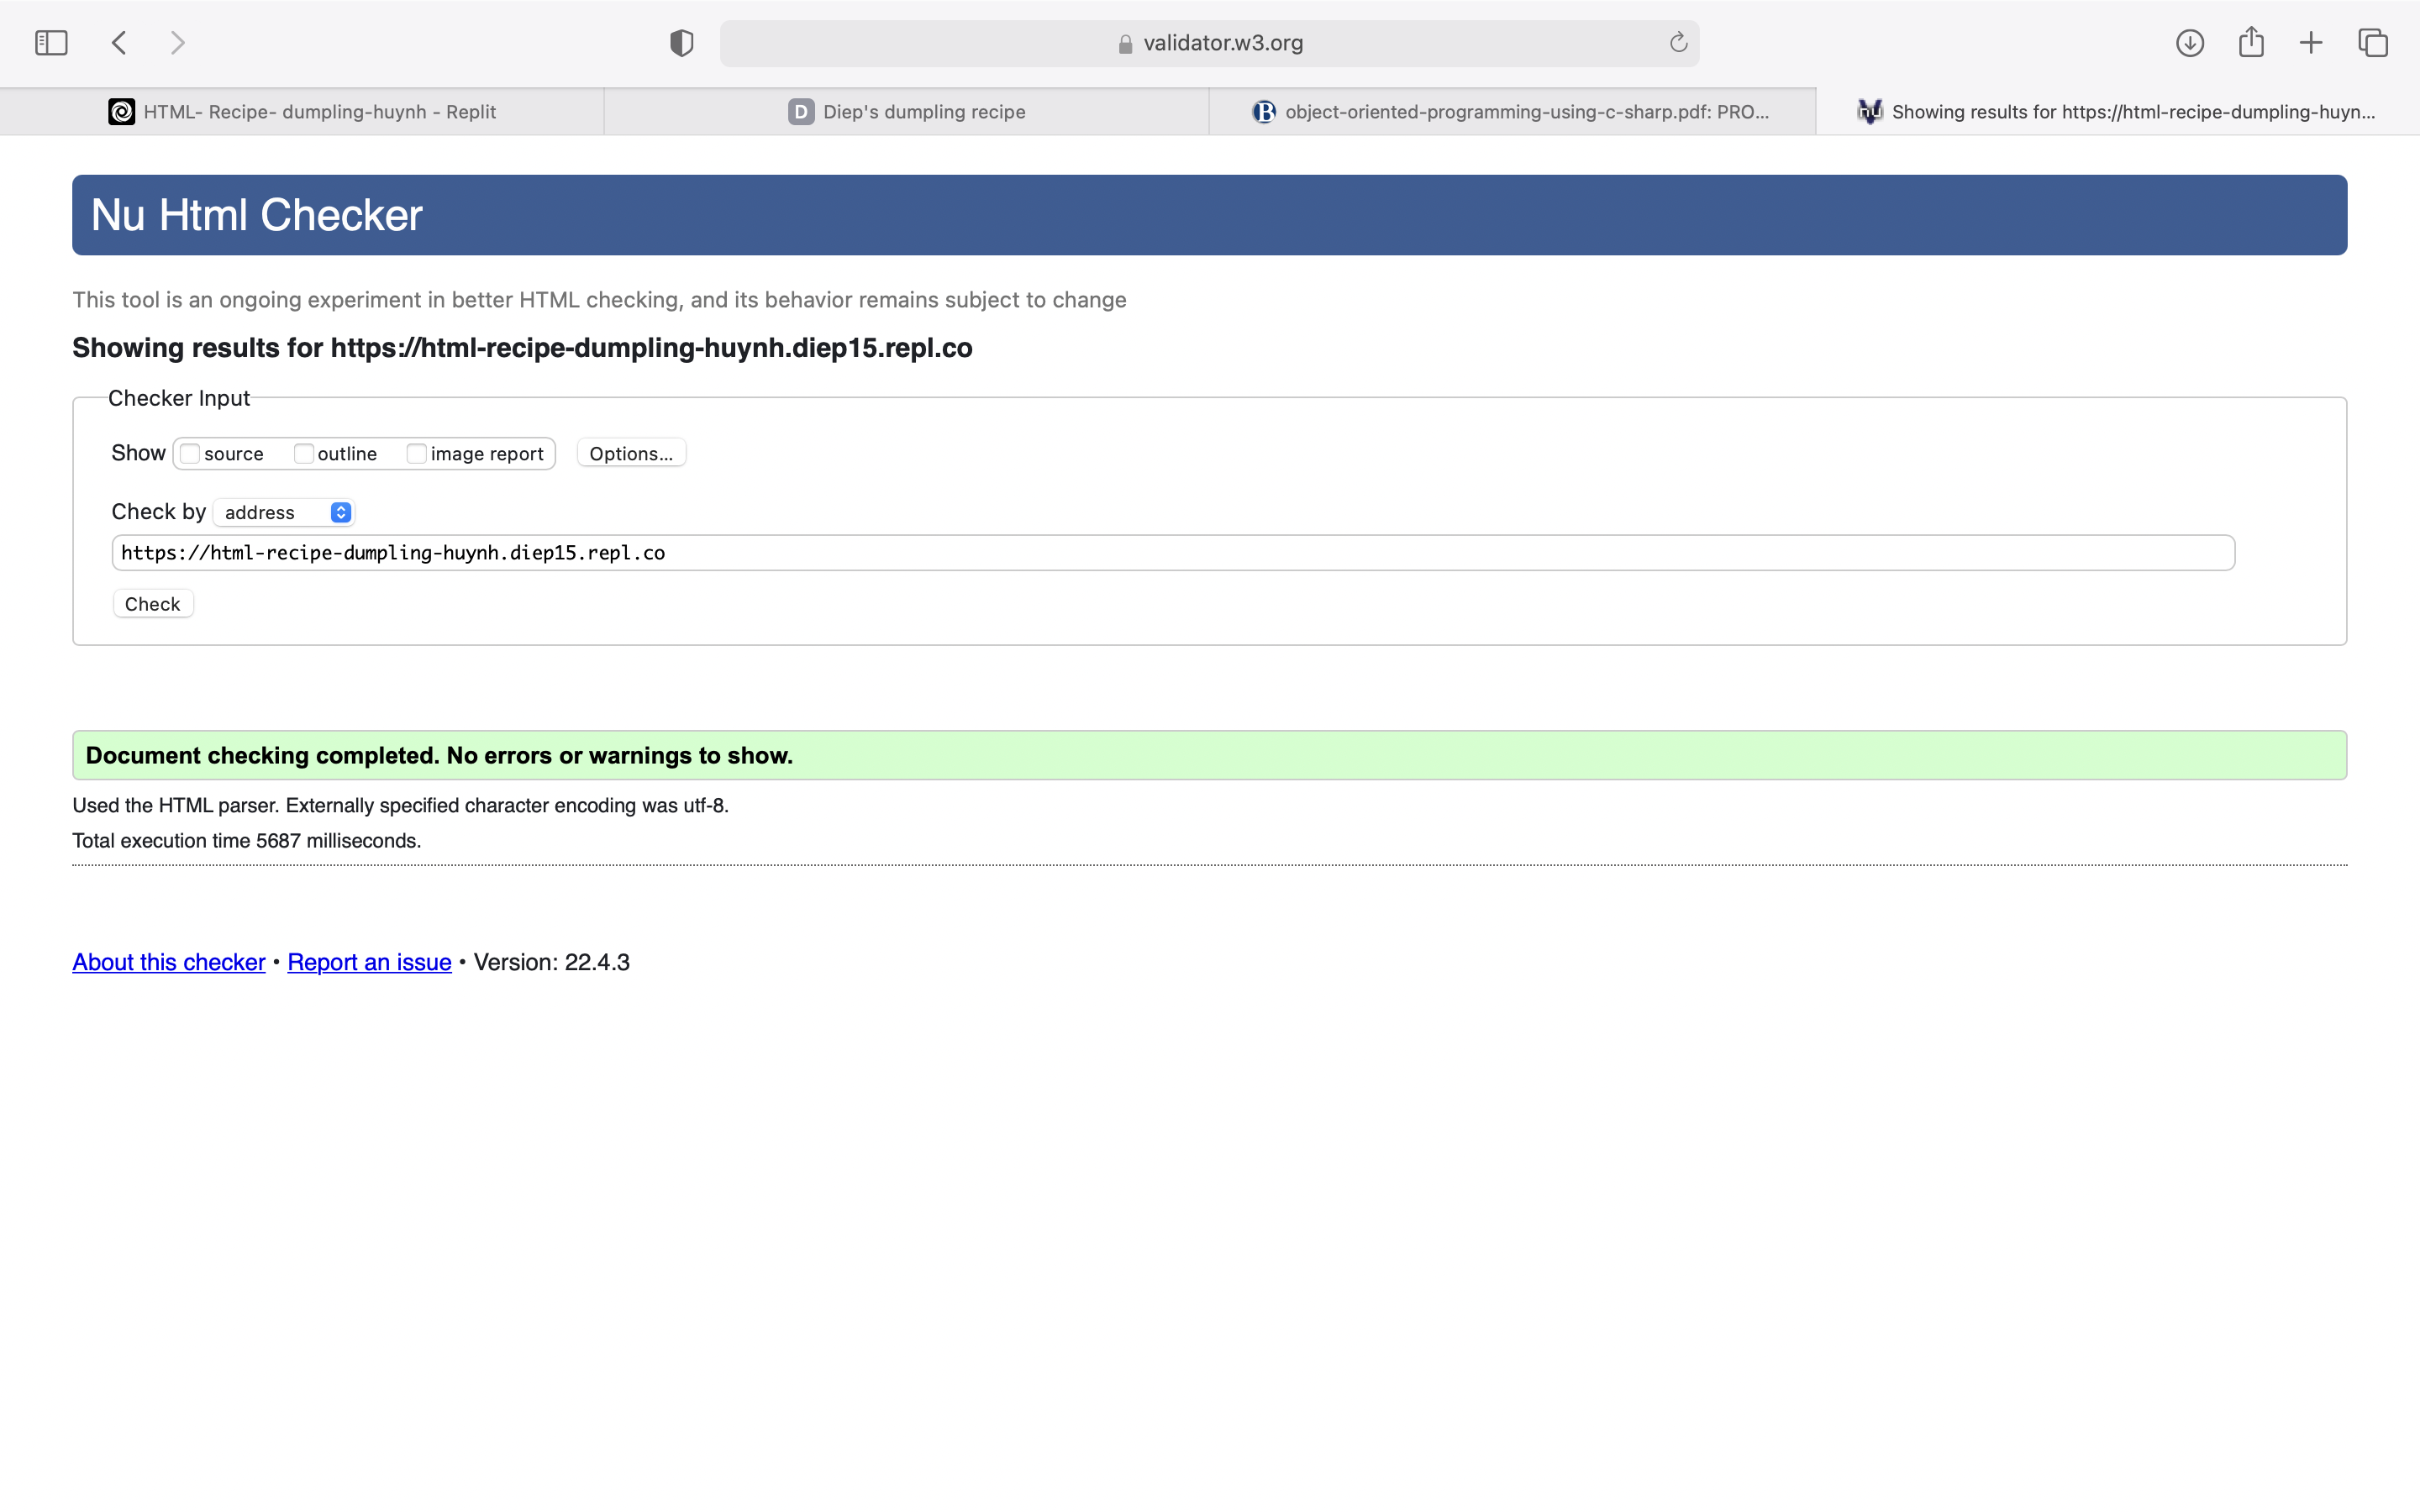 validator.w3.org
HTML- Recipe- dumpling-huynh - Replit
D Diep's dumpling recipe
B object-oriented-programming-using-c-sharp.pdf: PRO...
nu Showing results for https://html-recipe-dumpling-huyn...
Nu Html Checker
This tool is an ongoing experiment in better HTML checking, and its behavior remains subject to change
Showing results for https://html-recipe-dumpling-huynh.diep15.repl.co
Checker Input
Show source outline image report Options...
Check by address
https://html-recipe-dumpling-huynh.diep15.repl.co
Check
Document checking completed. No errors or warnings to show.
Used the HTML parser. Externally specified character encoding was utf-8.
Total execution time 5687 milliseconds.
About this checker • Report an issue • Version: 22.4.3